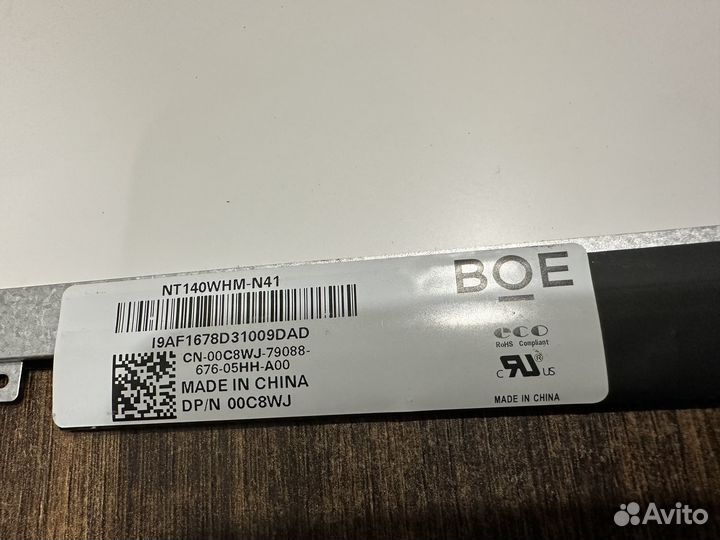 NT140WHM-N41
BOE
I9AF1678D31009DAD
CN-00C8WJ-79088-
676-05HH-A00
MADE IN CHINA
DP/N 00C8WJ
eco
RoHS Compliant
c RU US
MADE IN CHINA
Avito